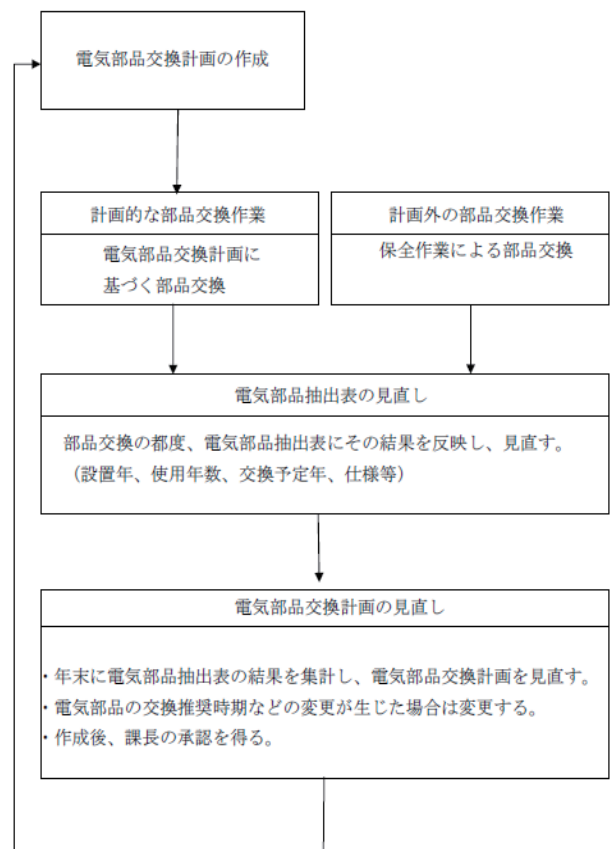 電気部品交換計画の作成
計画的な部品交換作業
電気部品交換計画に
基づく部品交換
計画外の部品交換作業
保全作業による部品交換
電気部品抽出表の見直し
部品交換の都度、電気部品抽出表にその結果を反映し、見直す。
（設置年、使用年数、交換予定年、仕様等）
電気部品交換計画の見直し
・年末に電気部品抽出表の結果を集計し、電気部品交換計画を見直す。
・電気部品の交換推奨時期などの変更が生じた場合は変更する。
・作成後、課長の承認を得る。